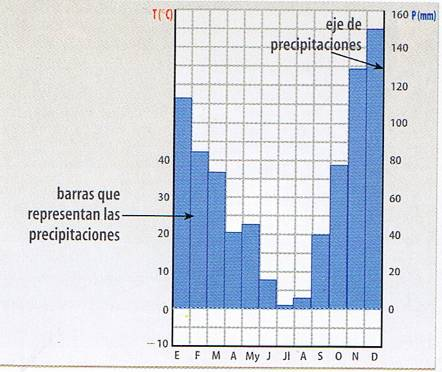 T (°C)
160 P (mm)
eje de
precipitaciones
140
120
100
40
80
barras que
representan las
precipitaciones
30
60
20
40
10
20
0
0
−10
E F M A My J Jl A S O N D